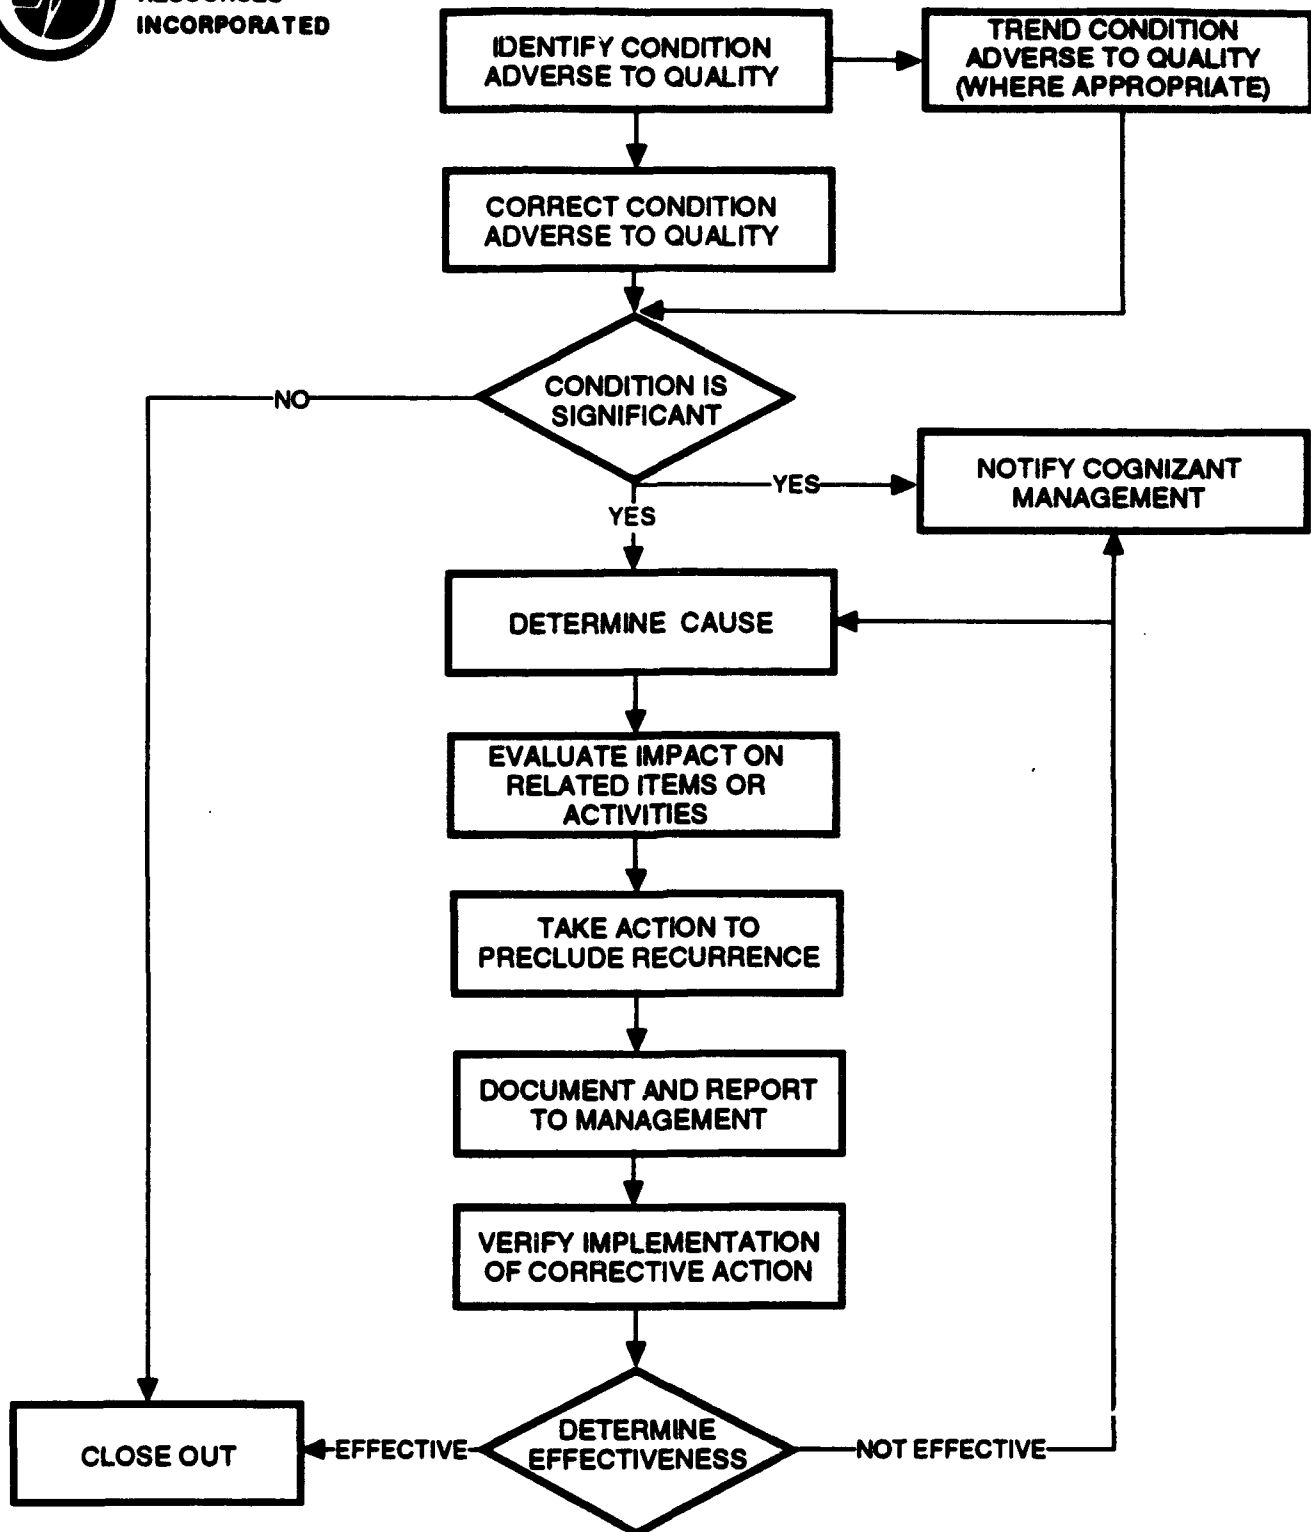 INCORPORATED
IDENTIFY CONDITION
ADVERSE TO QUALITY
TREND CONDITION
ADVERSE TO QUALITY
(WHERE APPROPRIATE)
CORRECT CONDITION
ADVERSE TO QUALITY
CONDITION IS
SIGNIFICANT
NO
YES
NOTIFY COGNIZANT
MANAGEMENT
YES
DETERMINE CAUSE
EVALUATE IMPACT ON
RELATED ITEMS OR
ACTIVITIES
TAKE ACTION TO
PRECLUDE RECURRENCE
DOCUMENT AND REPORT
TO MANAGEMENT
VERIFY IMPLEMENTATION
OF CORRECTIVE ACTION
DETERMINE
EFFECTIVENESS
CLOSE OUT
EFFECTIVE
NOT EFFECTIVE